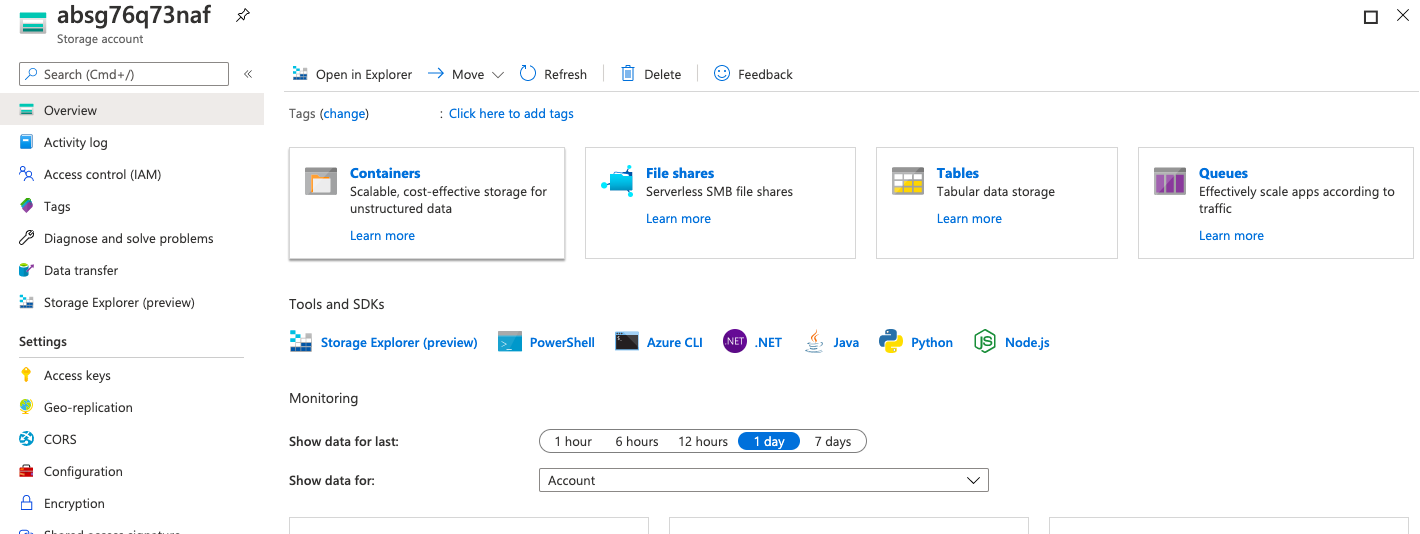 absg76q73naf
Storage account
Search (Cmd+/)
«
Overview
Activity log
Access control (IAM)
Tags
Diagnose and solve problems
Data transfer
Storage Explorer (preview)
Settings
Access keys
Geo-replication
CORS
Configuration
Encryption
Shared access signature
Open in Explorer
Move
Refresh
Delete
Feedback
Tags (change) : Click here to add tags
Containers
Scalable, cost-effective storage for
unstructured data
Learn more
File shares
Serverless SMB file shares
Learn more
Tables
Tabular data storage
Learn more
Queues
Effectively scale apps according to
traffic
Learn more
Tools and SDKs
Storage Explorer (preview)
PowerShell
Azure CLI
.NET
.NET
Java
Python
Node.js
Monitoring
Show data for last:
1 hour 6 hours 12 hours 1 day 7 days
Show data for:
Account